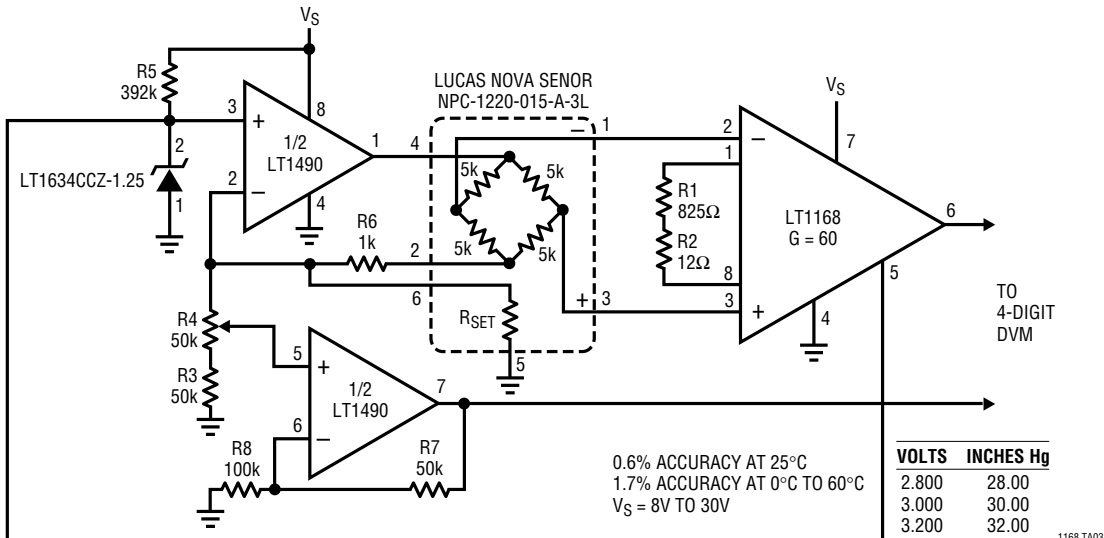 V_S
R5
392k
3
+
8
1/2
LT1490
1
2
−
4
2
1
LT1634CCZ-1.25
LUCAS NOVA SENOR
NPC-1220-015-A-3L
4
−
1
5k
5k
5k
5k
R6
1k
2
6
+
3
R_SET
5
V_S
2
−
7
1
R1
825Ω
R2
12Ω
8
3
+
LT1168
G = 60
6
5
4
TO
4-DIGIT
DVM
R4
50k
R3
50k
5
+
1/2
LT1490
7
6
−
R8
100k
R7
50k
0.6% ACCURACY AT 25°C
1.7% ACCURACY AT 0°C TO 60°C
V_S = 8V TO 30V
VOLTS INCHES Hg
2.800 28.00
3.000 30.00
3.200 32.00
1168 TA03